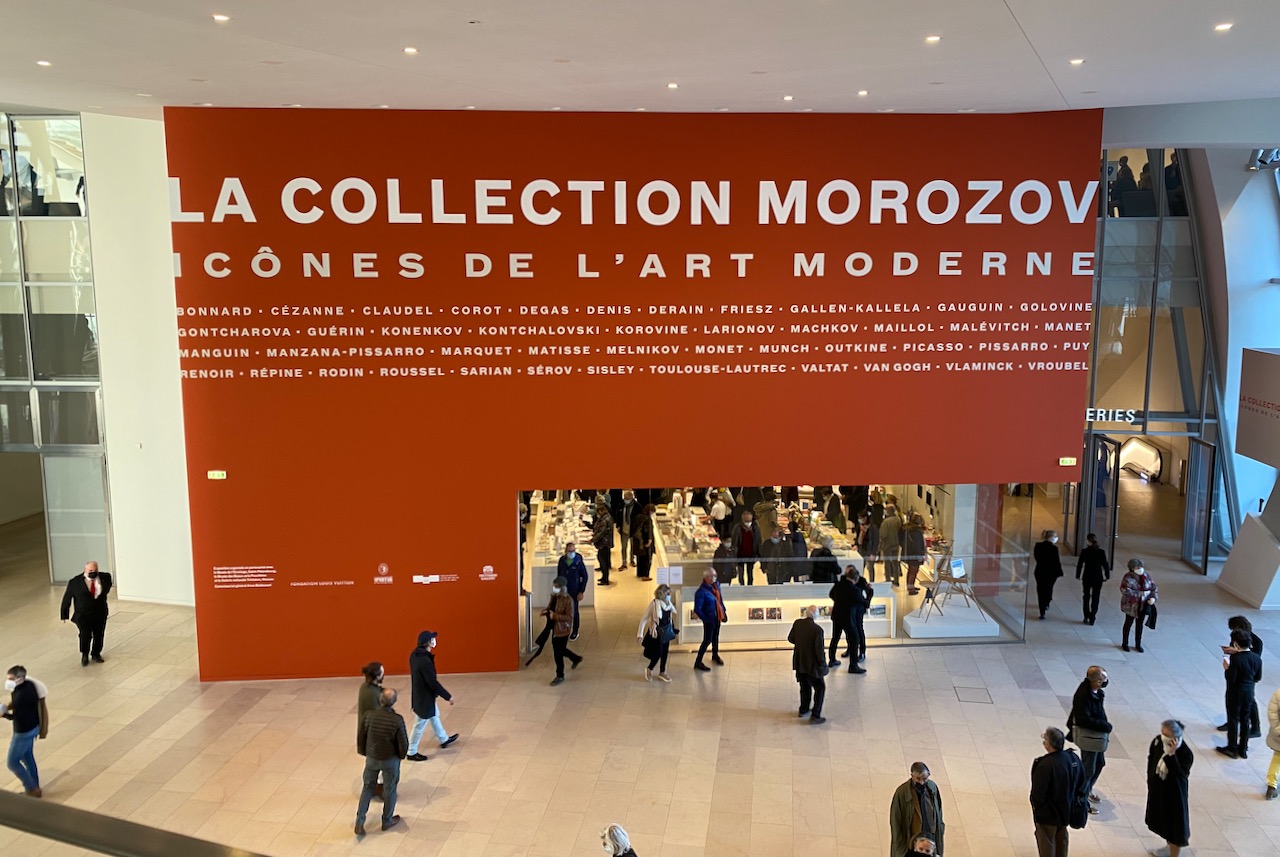 LA COLLECTION MOROZOV
ICÔNES DE L'ART MODERNE
BONNARD • CÉZANNE • CLAUDEL • COROT • DEGAS • DENIS • DERAIN • FRIESZ • GALLEN-KALLELA • GAUGUIN • GOLOVINE
GONTCHAROVA • GUÉRIN • KONENKOV • KONTCHALOVSKI • KOROVINE • LARIONOV • MACHKOV • MAILLOL • MALÉVITCH • MANET
MANGUIN • MANZANA-PISSARRO • MARQUET • MATISSE • MELNIKOV • MONET • MUNCH • OUTKINE • PICASSO • PISSARRO • PUY
RENOIR • RÉPINE • RODIN • ROUSSEL • SARIAN • SÉROV • SISLEY • TOULOUSE-LAUTREC • VALTAT • VAN GOGH • VLAMINCK • VROUBEL
ERIES
LA COLLECTION
FONDATION LOUIS VUITTON